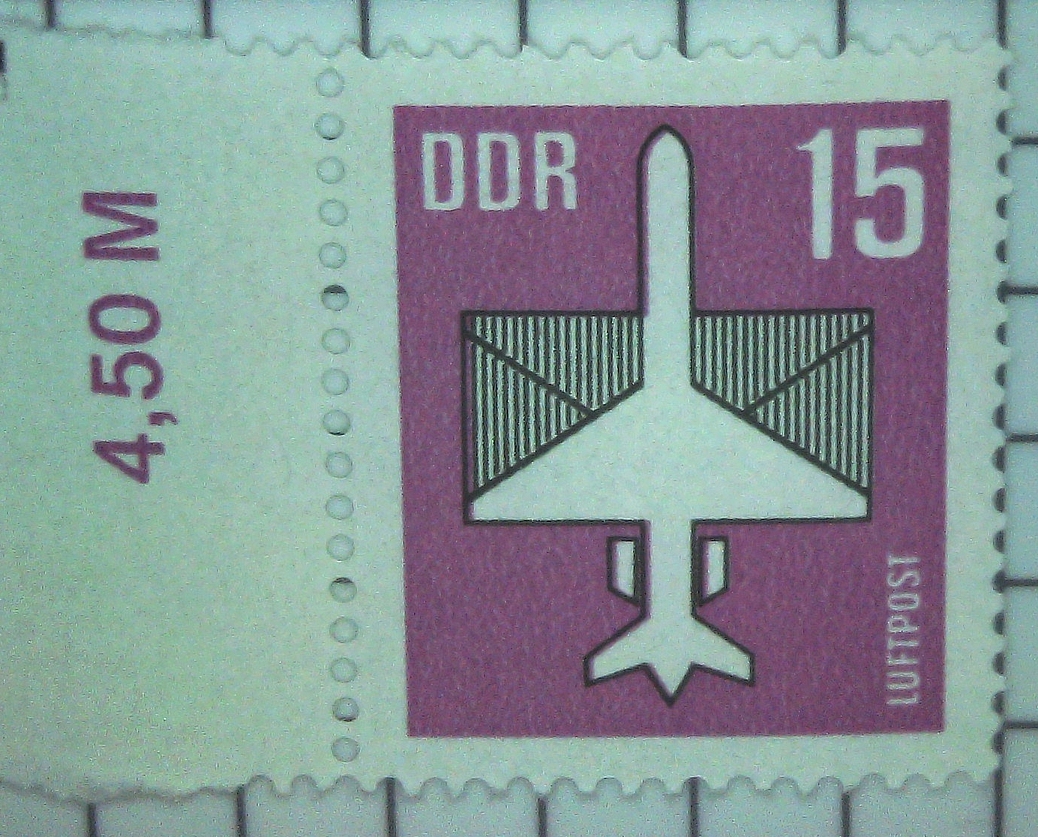 4,50 M
DDR
15
LUFTPOST